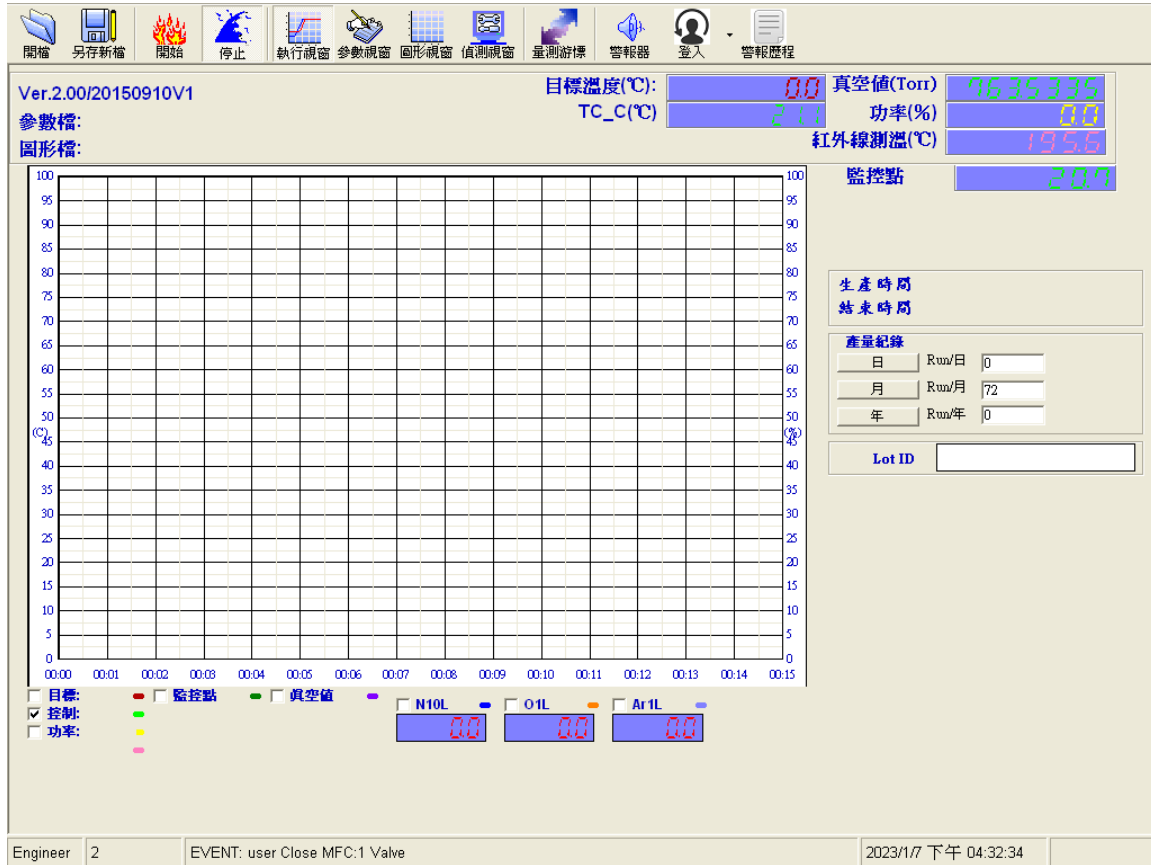 開檔 另存新檔 開始 停止 執行視窗 參數視窗 圖形視窗 偵測視窗 量測游標 警報器 登入 警報歷程
Ver.2.00/20150910V1
參數檔:
圖形檔:
目標溫度(℃): 0.0
TC_C(℃)
真空值(Torr) 7635335
功率(%) 0.0
紅外線測溫(℃) 195.6
監控點 20.7
100 100
95 95
90 90
85 85
80 80
75 75
70 70
65 65
60 60
55 55
50 50
(C) (%)
45 45
40 40
35 35
30 30
25 25
20 20
15 15
10 10
5 5
0 0
00:00 00:01 00:02 00:03 00:04 00:05 00:06 00:07 00:08 00:09 00:10 00:11 00:12 00:13 00:14 00:15
生產時間
結束時間
產量紀錄
日 Run/日 0
月 Run/月 72
年 Run/年 0
Lot ID
目標: 監控點 真空值
控制:
功率:
N10L O1L Ar1L
0.0 0.0 0.0
Engineer 2 EVENT: user Close MFC:1 Valve 2023/1/7 下午 04:32:34